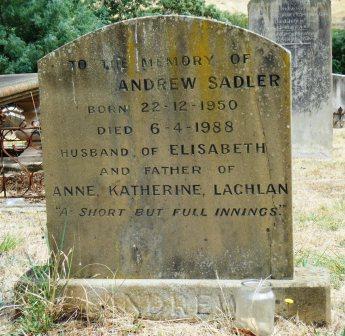 TO THE MEMORY OF
ANDREW SADLER
BORN 22-12-1950
DIED 6-4-1988
HUSBAND OF ELISABETH
AND FATHER OF
ANNE, KATHERINE, LACHLAN
"A SHORT BUT FULL INNINGS."
ANDREW